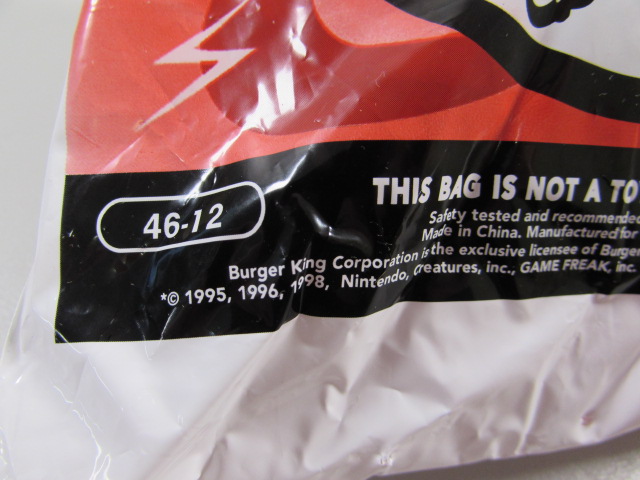 46-12
THIS BAG IS NOT A TO
Safety tested and recommende
Made in China. Manufactured for
Burger King Corporation is the exclusive licensee of Burger
*© 1995, 1996, 1998, Nintendo, Creatures, inc., GAME FREAK, inc.